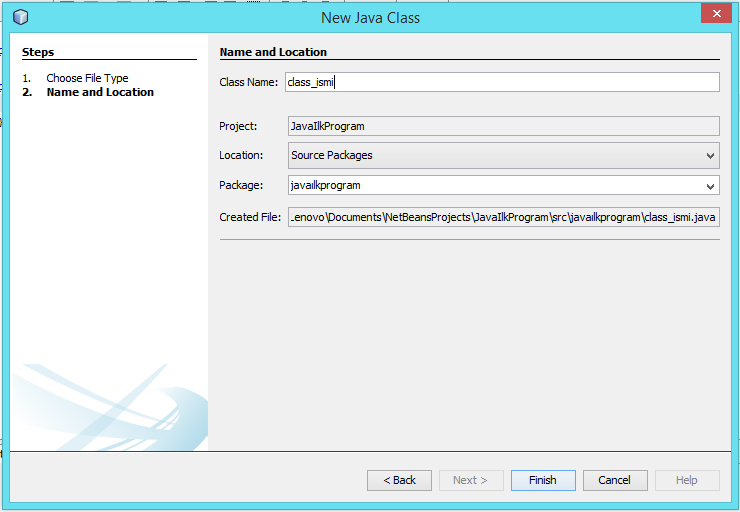 New Java Class
Steps
1. Choose File Type
2. Name and Location
Name and Location
Class Name: class_ismi
Project: JavaIlkProgram
Location: Source Packages
Package: javaılkprogram
Created File: .enovo\Documents\NetBeansProjects\JavaIlkProgram\src\javaılkprogram\class_ismi.java
< Back Next > Finish Cancel Help